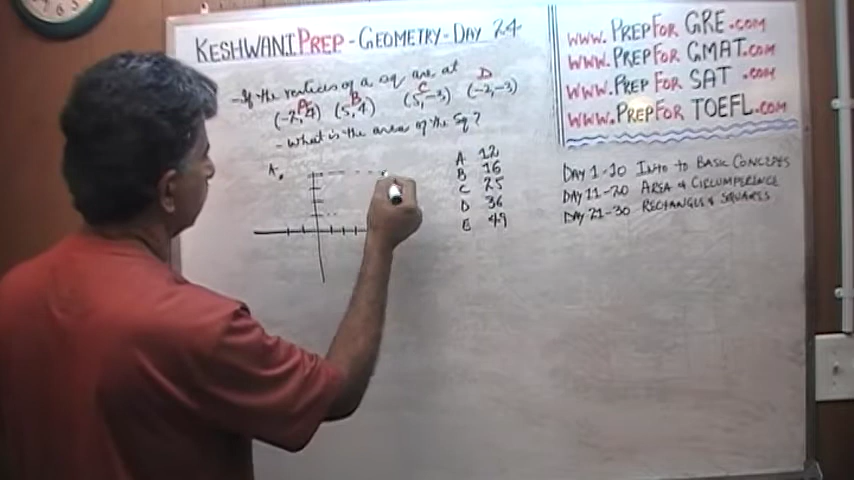 KESHWANI PREP - GEOMETRY - DAY 24
- If the vertices of a sq are at
A B C D
(-2, 4) (5, 4) (5, -3) (-2, -3)
- What is the area of the sq?
A 12
B 16
C 25
D 36
E 49
A
WWW. PREPFOR GRE .COM
WWW. PREPFOR GMAT.COM
WWW. PREP FOR SAT .COM
WWW. PREPFOR TOEFL.COM
DAY 1-10 INTO TO BASIC CONCEPTS
DAY 11-20 AREA & CIRCUMFERENCE
DAY 21-30 RECTANGLES & SQUARES